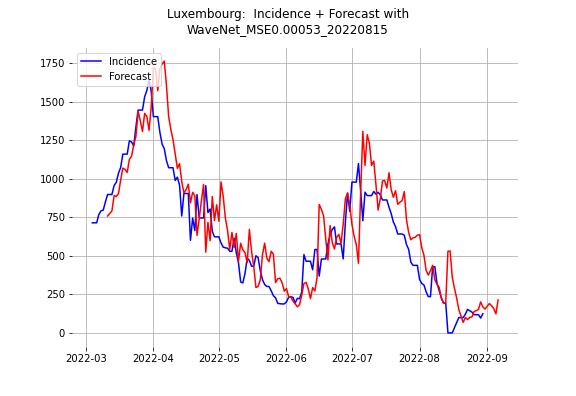 Luxembourg:  Incidence + Forecast with
WaveNet_MSE0.00053_20220815
Incidence
Forecast
1750
1500
1250
1000
750
500
250
0
2022-03 2022-04 2022-05 2022-06 2022-07 2022-08 2022-09